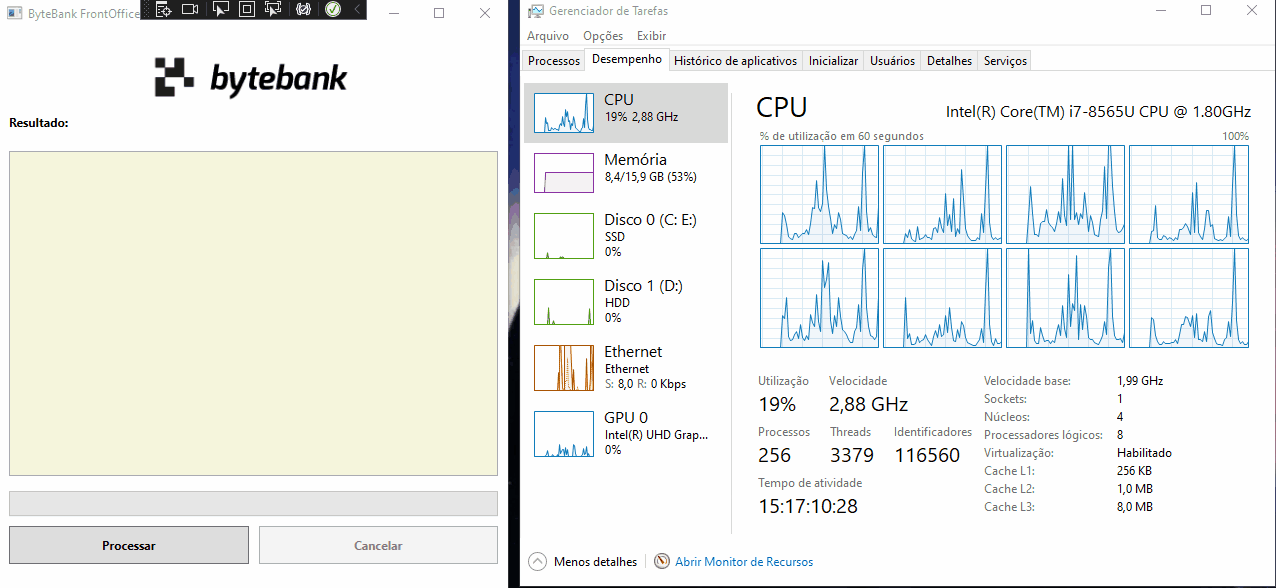 ByteBank FrontOffice
bytebank
Resultado:
Processar
Cancelar
Gerenciador de Tarefas
Arquivo Opções Exibir
Processos Desempenho Histórico de aplicativos Inicializar Usuários Detalhes Serviços
CPU
19% 2,88 GHz
Memória
8,4/15,9 GB (53%)
Disco 0 (C: E:)
SSD
0%
Disco 1 (D:)
HDD
0%
Ethernet
Ethernet
S: 8,0 R: 0 Kbps
GPU 0
Intel(R) UHD Grap...
0%
CPU
Intel(R) Core(TM) i7-8565U CPU @ 1.80GHz
% de utilização em 60 segundos 100%
Utilização Velocidade
19% 2,88 GHz
Processos Threads Identificadores
256 3379 116560
Tempo de atividade
15:17:10:28
Velocidade base: 1,99 GHz
Sockets: 1
Núcleos: 4
Processadores lógicos: 8
Virtualização: Habilitado
Cache L1: 256 KB
Cache L2: 1,0 MB
Cache L3: 8,0 MB
Menos detalhes
Abrir Monitor de Recursos